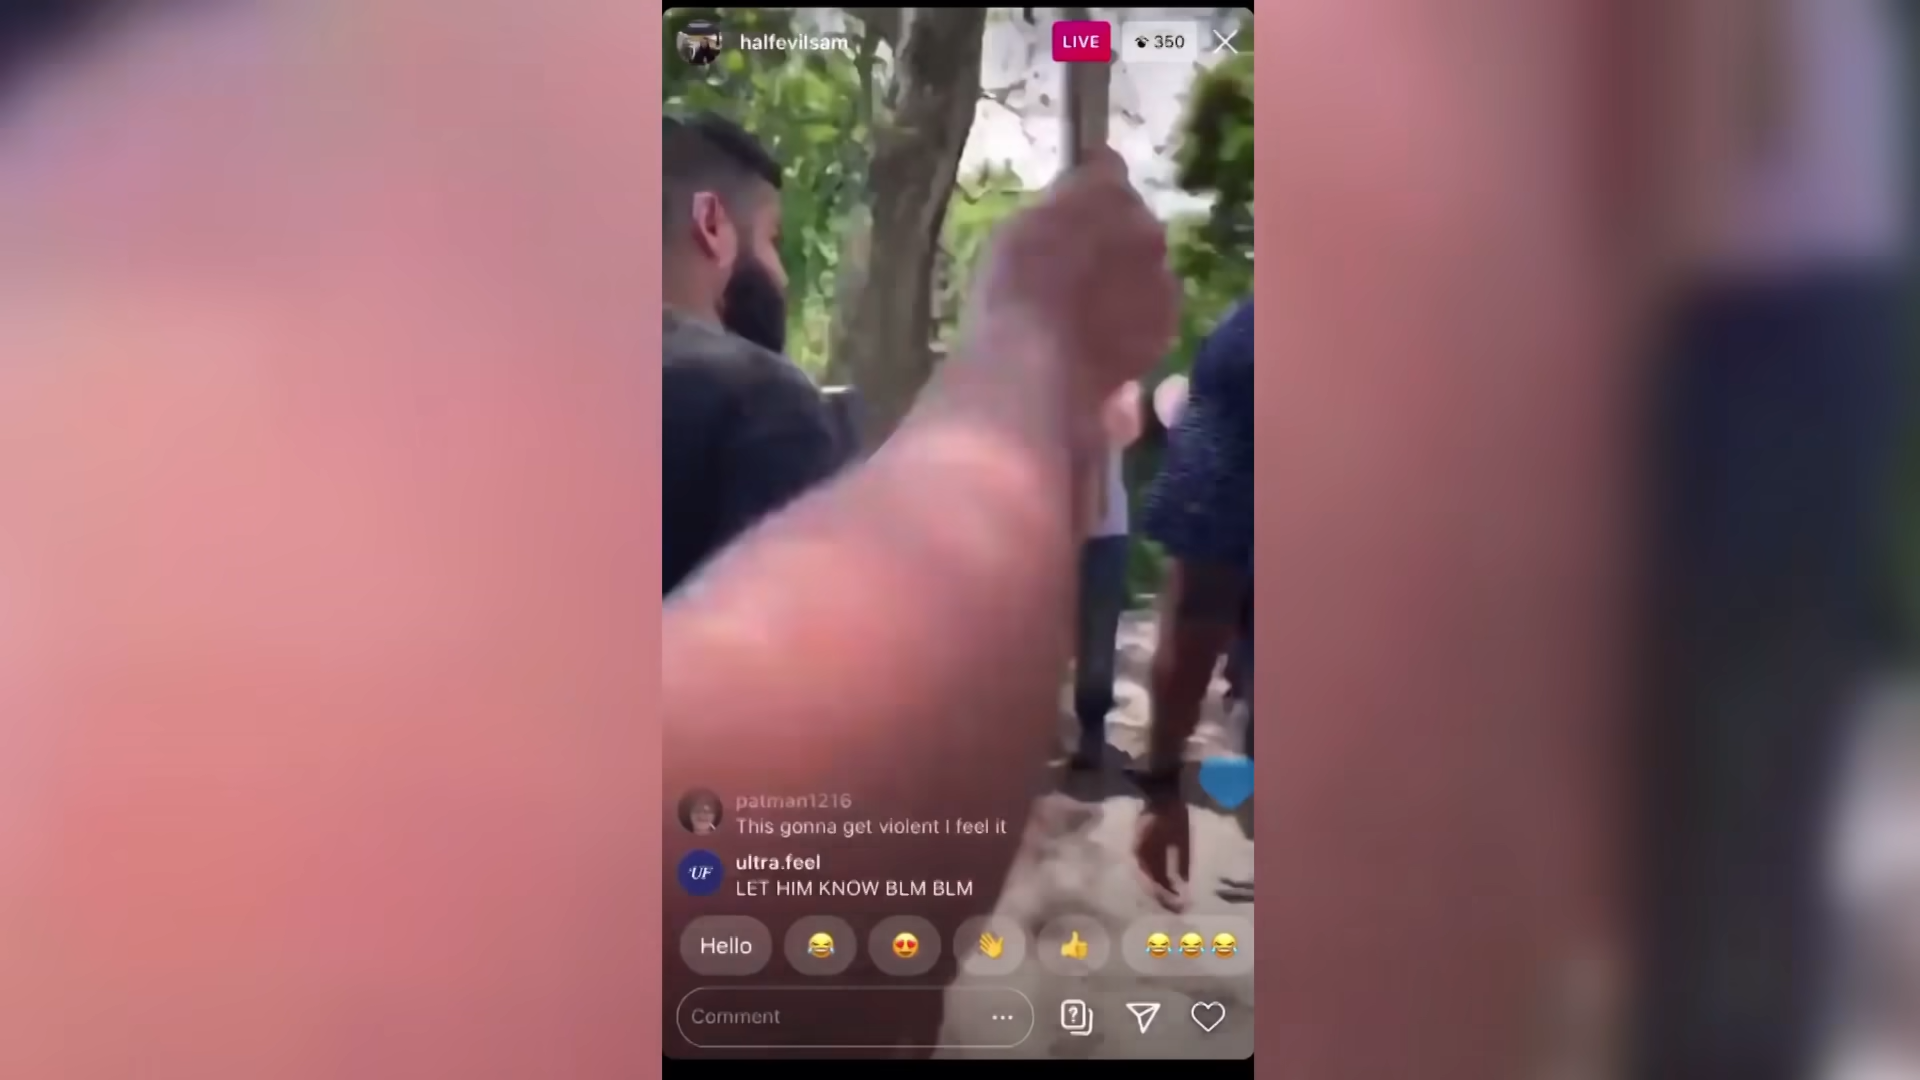 halfevilsam
LIVE
350
patman1216
This gonna get violent I feel it
UF
ultra.feel
LET HIM KNOW BLM BLM
Hello
😂
😍
👋
👍
😂😂😂
Comment
...
?